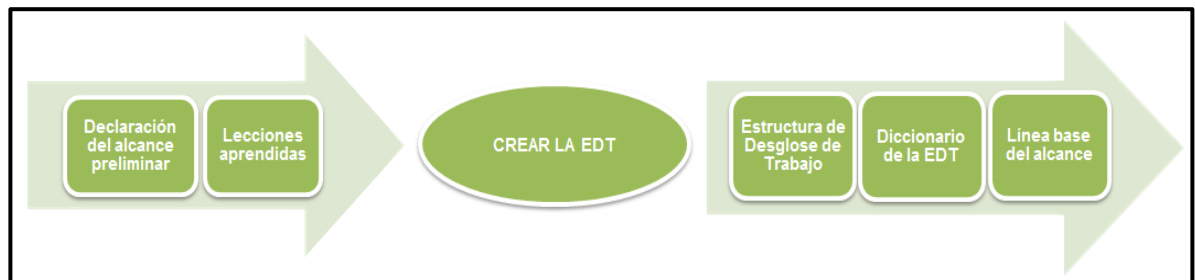 Declaración
del alcance
preliminar
Lecciones
aprendidas
CREAR LA EDT
Estructura de
Desglose de
Trabajo
Diccionario
de la EDT
Línea base
del alcance